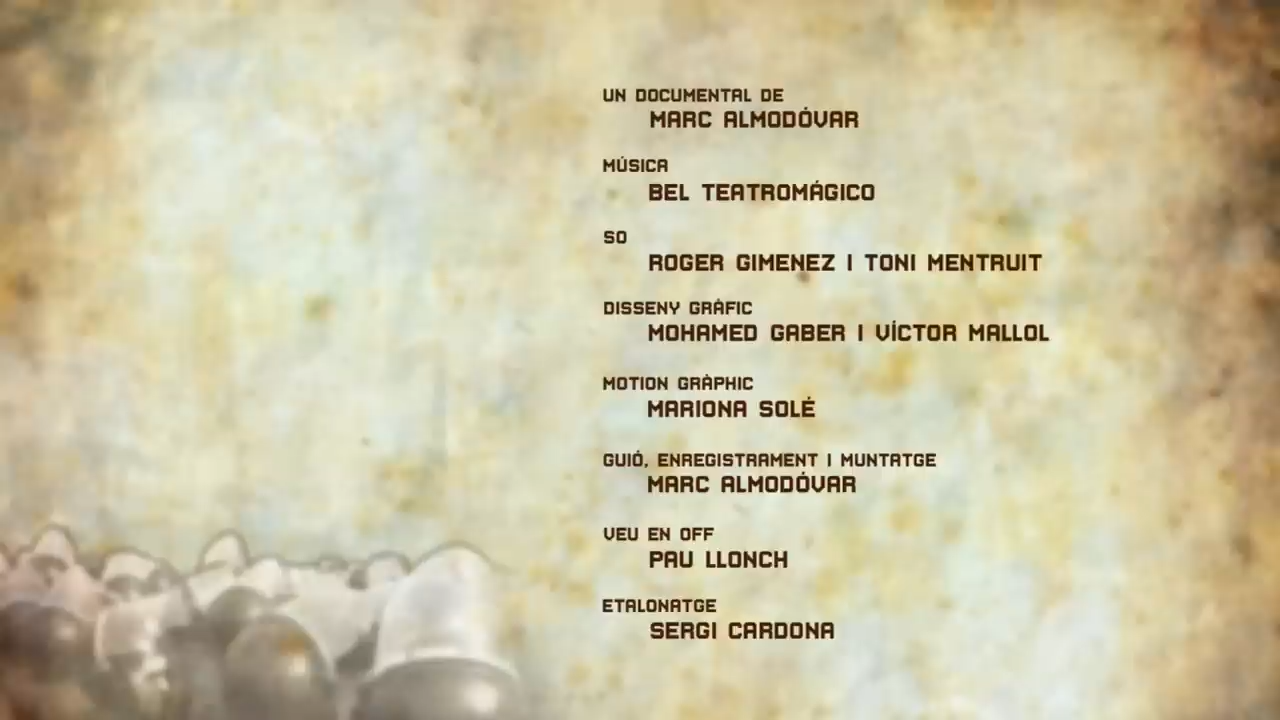 UN DOCUMENTAL DE
MARC ALMODÓVAR
MÚSICA
BEL TEATROMÁGICO
SO
ROGER GIMENEZ I TONI MENTRUIT
DISSENY GRÀFIC
MOHAMED GABER I VÍCTOR MALLOL
MOTION GRÀPHIC
MARIONA SOLÉ
GUIÓ, ENREGISTRAMENT I MUNTATGE
MARC ALMODÓVAR
VEU EN OFF
PAU LLONCH
ETALONATGE
SERGI CARDONA